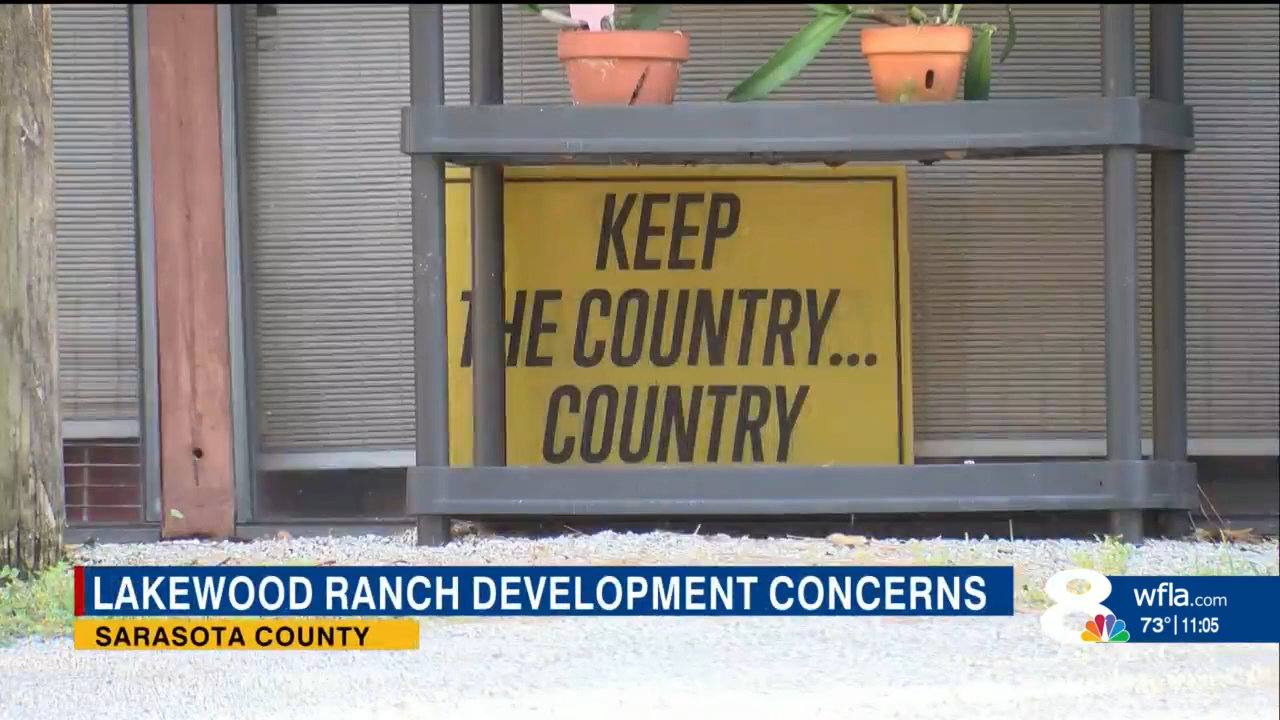 KEEP
THE COUNTRY...
COUNTRY
LAKEWOOD RANCH DEVELOPMENT CONCERNS
SARASOTA COUNTY
8
wfla.com
73° | 11:05